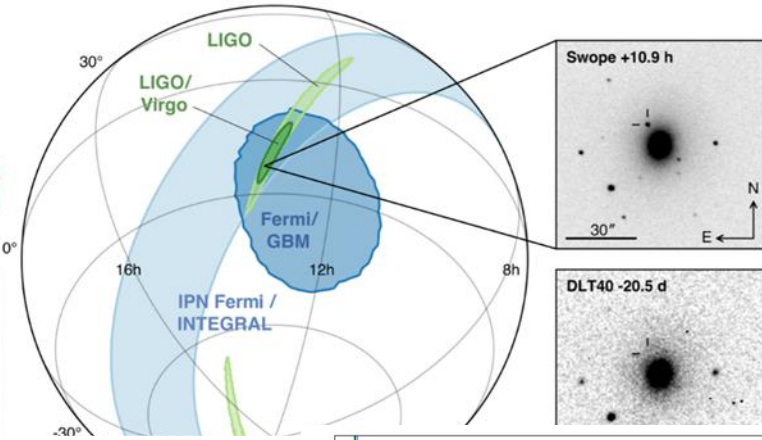 LIGO
Swope +10.9 h
30°
LIGO/
Virgo
N
Fermi/
GBM
30″
E
0°
16h
12h
8h
DLT40 -20.5 d
IPN Fermi /
INTEGRAL
-30°